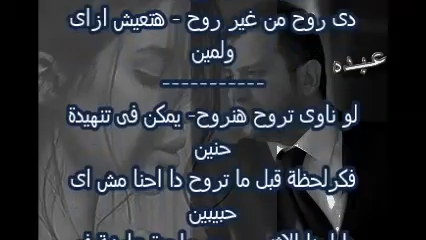 دى روح من غير روح - هتعيش ازاى
ولمين
-----------
عبده
لو ناوى تروح هنروح- يمكن فى تنهيدة
حنين
فكرلحظة قبل ما تروح دا احنا مش اى
حبيبين